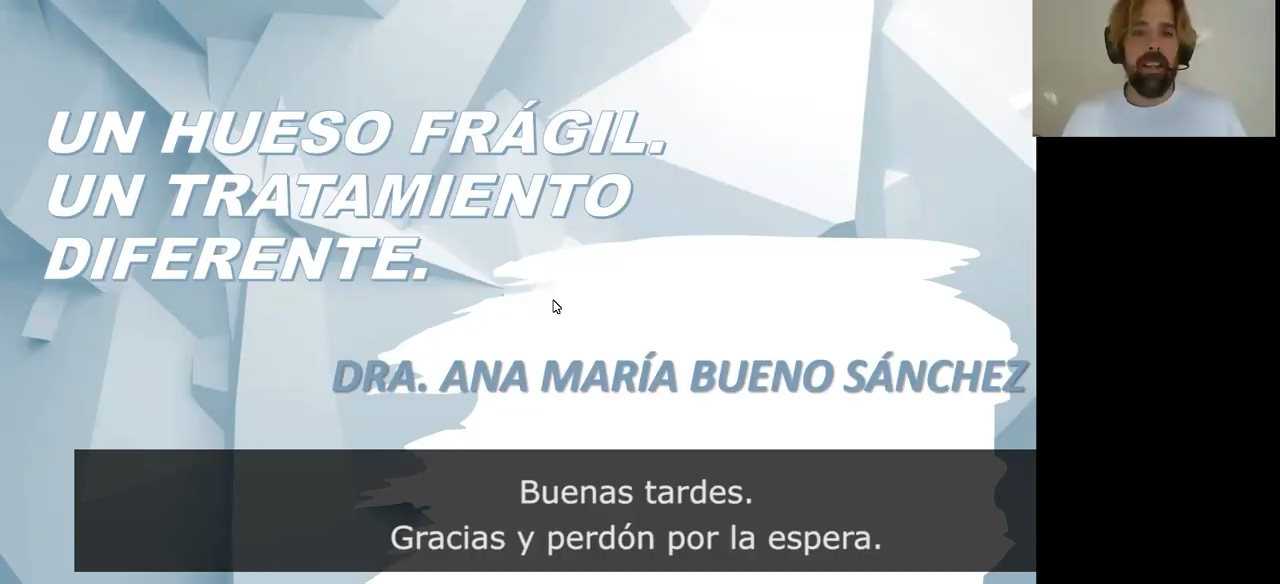 UN HUESO FRÁGIL.
UN TRATAMIENTO
DIFERENTE.
DRA. ANA MARÍA BUENO SÁNCHEZ
Buenas tardes.
Gracias y perdón por la espera.